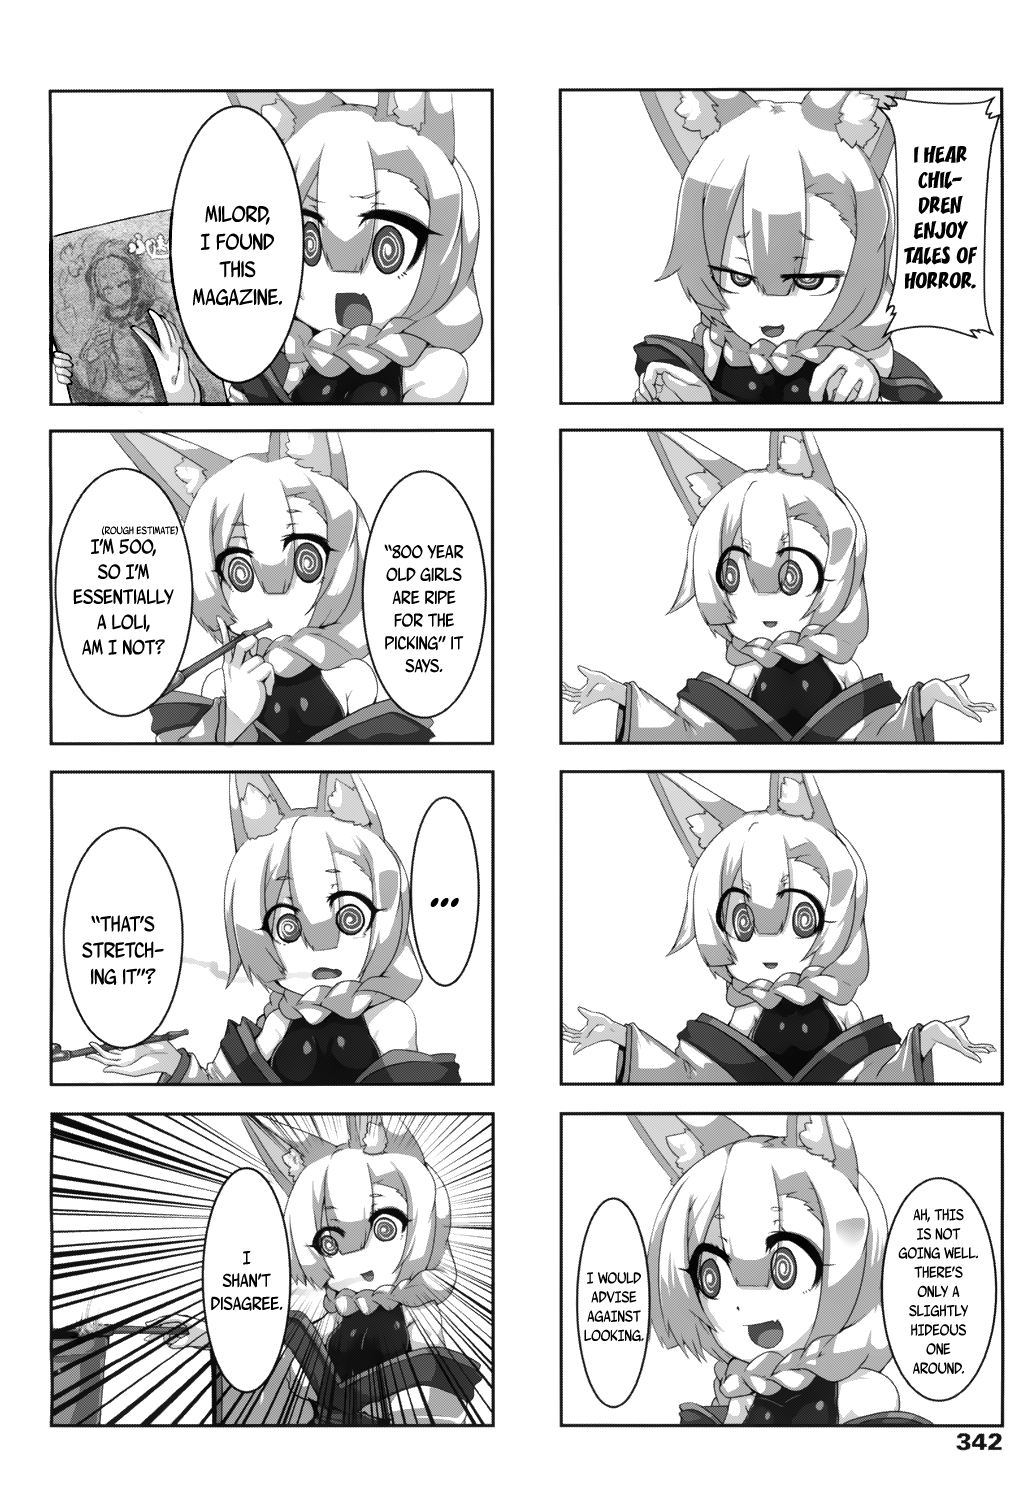 I HEAR
CHIL-
DREN
ENJOY
TALES OF
HORROR.
AH, THIS
IS NOT
GOING WELL.
THERE'S
ONLY A
SLIGHTLY
HIDEOUS
ONE
AROUND.
I WOULD
ADVISE
AGAINST
LOOKING.
MILORD,
I FOUND
THIS
MAGAZINE.
"800 YEAR
OLD GIRLS
ARE RIPE
FOR THE
PICKING" IT
SAYS.
(ROUGH ESTIMATE)
I'M 500,
SO I'M
ESSENTIALLY
A LOLI,
AM I NOT?
...
"THAT'S
STRETCH-
ING IT"?
I
SHAN'T
DISAGREE.
342